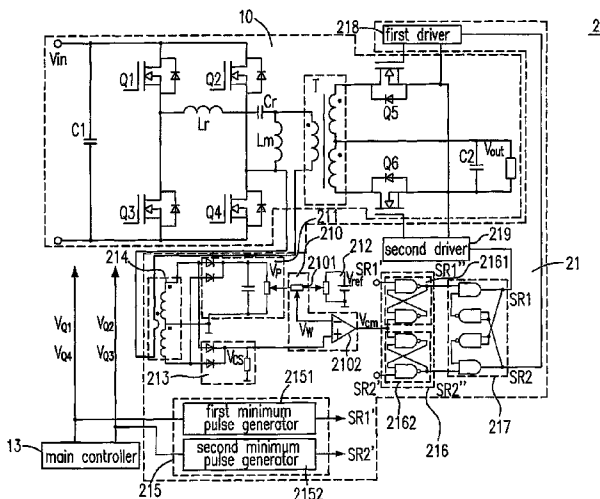 10
218
first driver
2
Vin
Q1
Q2
Cr
T
Q5
C1
Lr
Lm
Vout
Q6
C2
Q3
Q4
211
210
second driver
219
214
VP
2101
212
SR1'
SR1''
2161
21
Vref
SR1
VQ1
VQ2
VW
Vcm
VCS
2102
VQ4
VQ3
213
SR2
2151
SR2'
SR2''
first minimum
pulse generator
SR1'
2162
216
217
13
main controller
second minimum
pulse generator
SR2'
215
2152